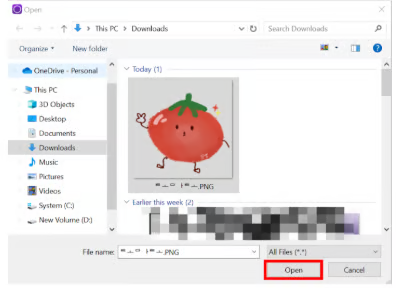 Open
This PC > Downloads
Search Downloads
Organize
New folder
OneDrive - Personal
This PC
3D Objects
Desktop
Documents
Downloads
Music
Pictures
Videos
System (C:)
New Volume (D:)
Today (1)
.PNG
Earlier this week (2)
File name:
.PNG
All Files (*.*)
Open
Cancel